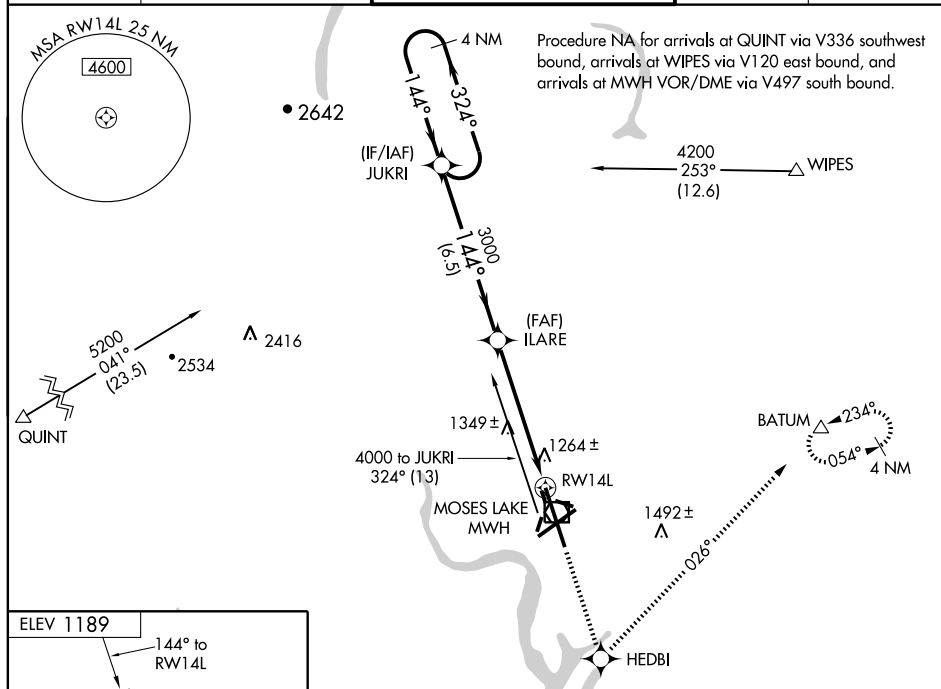 MSA RW14L 25 NM
4600
2642
4 NM
144°
324°
(IF/IAF)
JUKRI
Procedure NA for arrivals at QUINT via V336 southwest
bound, arrivals at WIPES via V120 east bound, and
arrivals at MWH VOR/DME via V497 south bound.
4200
253°
(12.6)
WIPES
3000
144°
(6.5)
(FAF)
ILARE
5200
041°
(23.5)
QUINT
2534
2416
1349 ±
1264 ±
4000 to JUKRI
324° (13)
RW14L
MOSES LAKE
MWH
1492 ±
BATUM
234°
054°
4 NM
026°
HEDBI
ELEV 1189
144° to
RW14L